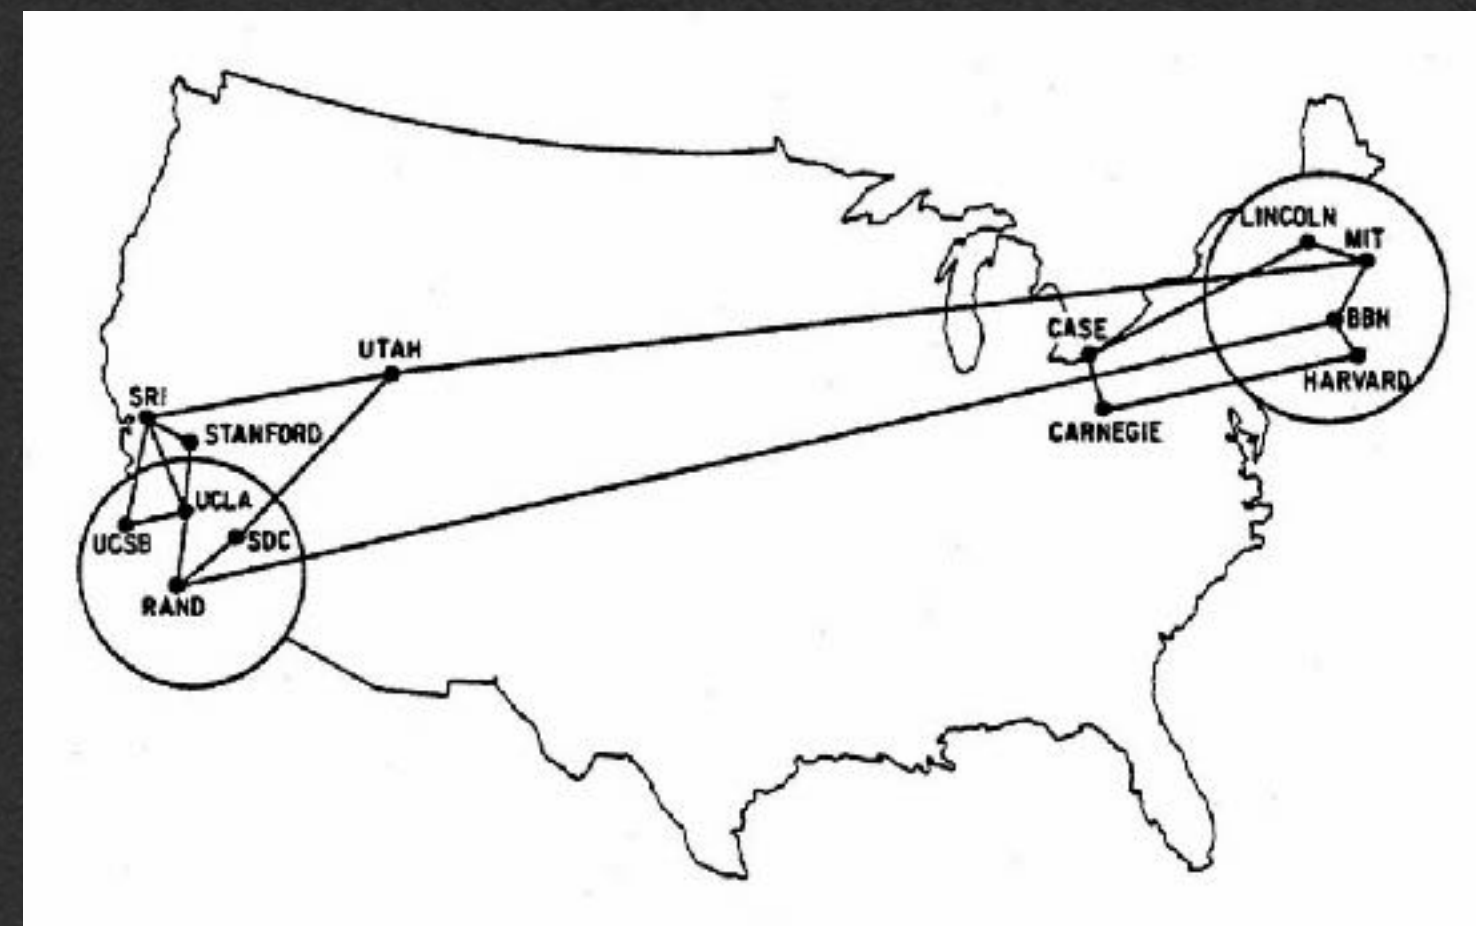 LINCOLN
MIT
BBN
CASE
UTAH
HARVARD
SRI
STANFORD
CARNEGIE
UCLA
UCSB
SDC
RAND